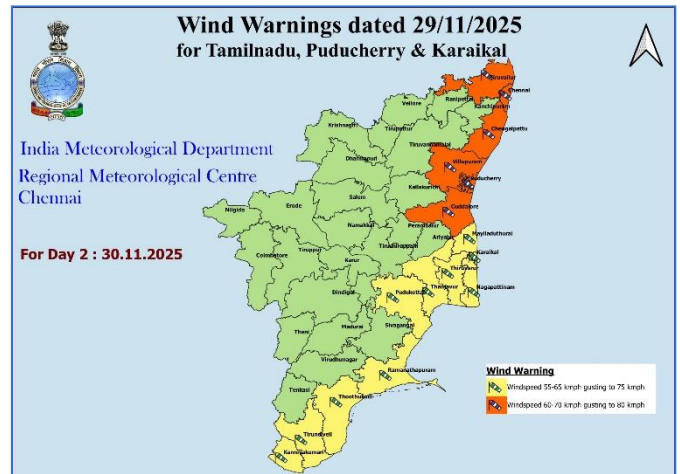 Wind Warnings dated 29/11/2025
for Tamilnadu, Puducherry & Karaikal
India Meteorological Department
Regional Meteorological Centre
Chennai
For Day 2 : 30.11.2025
Chennai
Ranipettai
Vellore
Kanchipuram
Krishnagiri
Tirupattur
Chengalpattu
Tiruvannamalai
Dharmapuri
Villupuram
Puducherry
Kallakurichi
Nilgiris
Erode
Salem
Cuddalore
Namakkal
Perambalur
Mayiladuthurai
Ariyalur
Karaikal
Coimbatore
Tiruppur
Karur
Tiruchirappalli
Thiruvarur
Nagapattinam
Thanjavur
Pudukottai
Dindigul
Sivaganga
Theni
Madurai
Virudhunagar
Ramanathapuram
Tenkasi
Thoothukudi
Tirunelveli
Kanniyakumari
Wind Warning
Windspeed 55-65 kmph gusting to 75 kmph
Windspeed 60-70 kmph gusting to 80 kmph